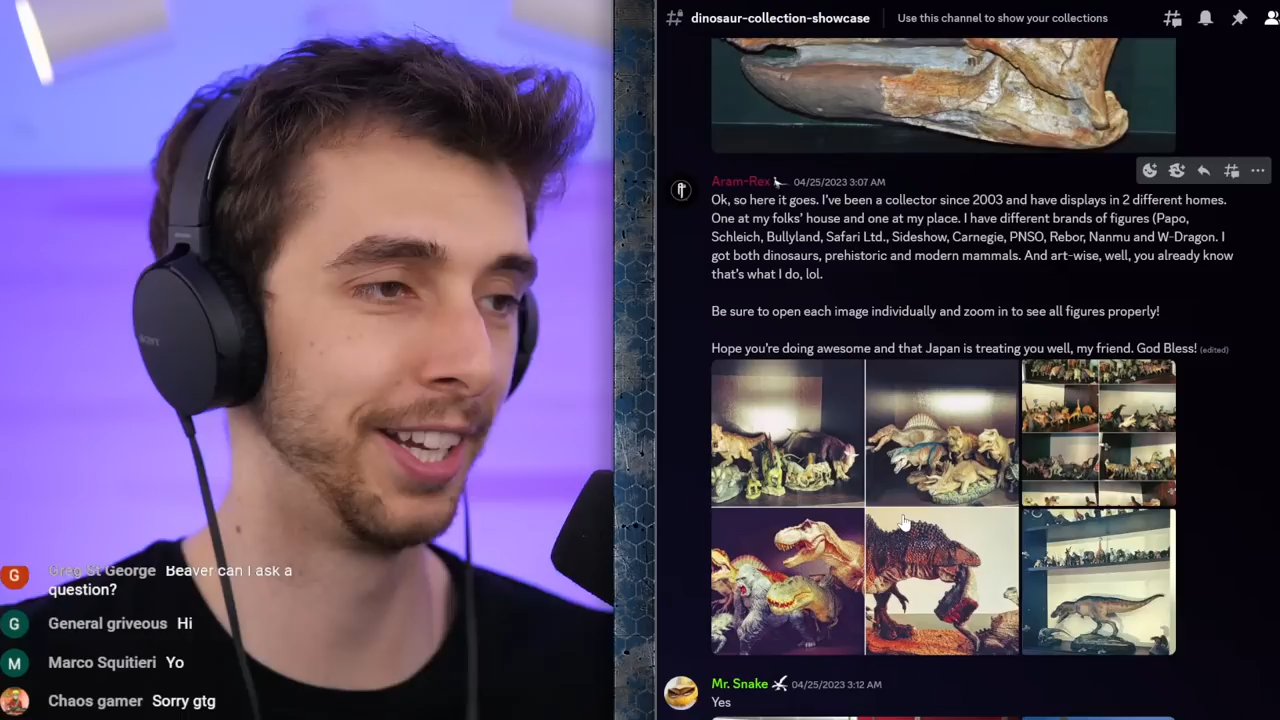 dinosaur-collection-showcase
Use this channel to show your collections
Aram-Rex 04/25/2023 3:07 AM
Ok, so here it goes. I've been a collector since 2003 and have displays in 2 different homes.
One at my folks' house and one at my place. I have different brands of figures (Papo,
Schleich, Bullyland, Safari Ltd., Sideshow, Carnegie, PNSO, Rebor, Nanmu and W-Dragon. I
got both dinosaurs, prehistoric and modern mammals. And art-wise, well, you already know
that's what I do, lol.
Be sure to open each image individually and zoom in to see all figures properly!
Hope you're doing awesome and that Japan is treating you well, my friend. God Bless! (edited)
Mr. Snake 04/25/2023 3:12 AM
Yes
SONY
G Greg St George Beaver can I ask a
question?
G General griveous Hi
M Marco Squitieri Yo
Chaos gamer Sorry gtg